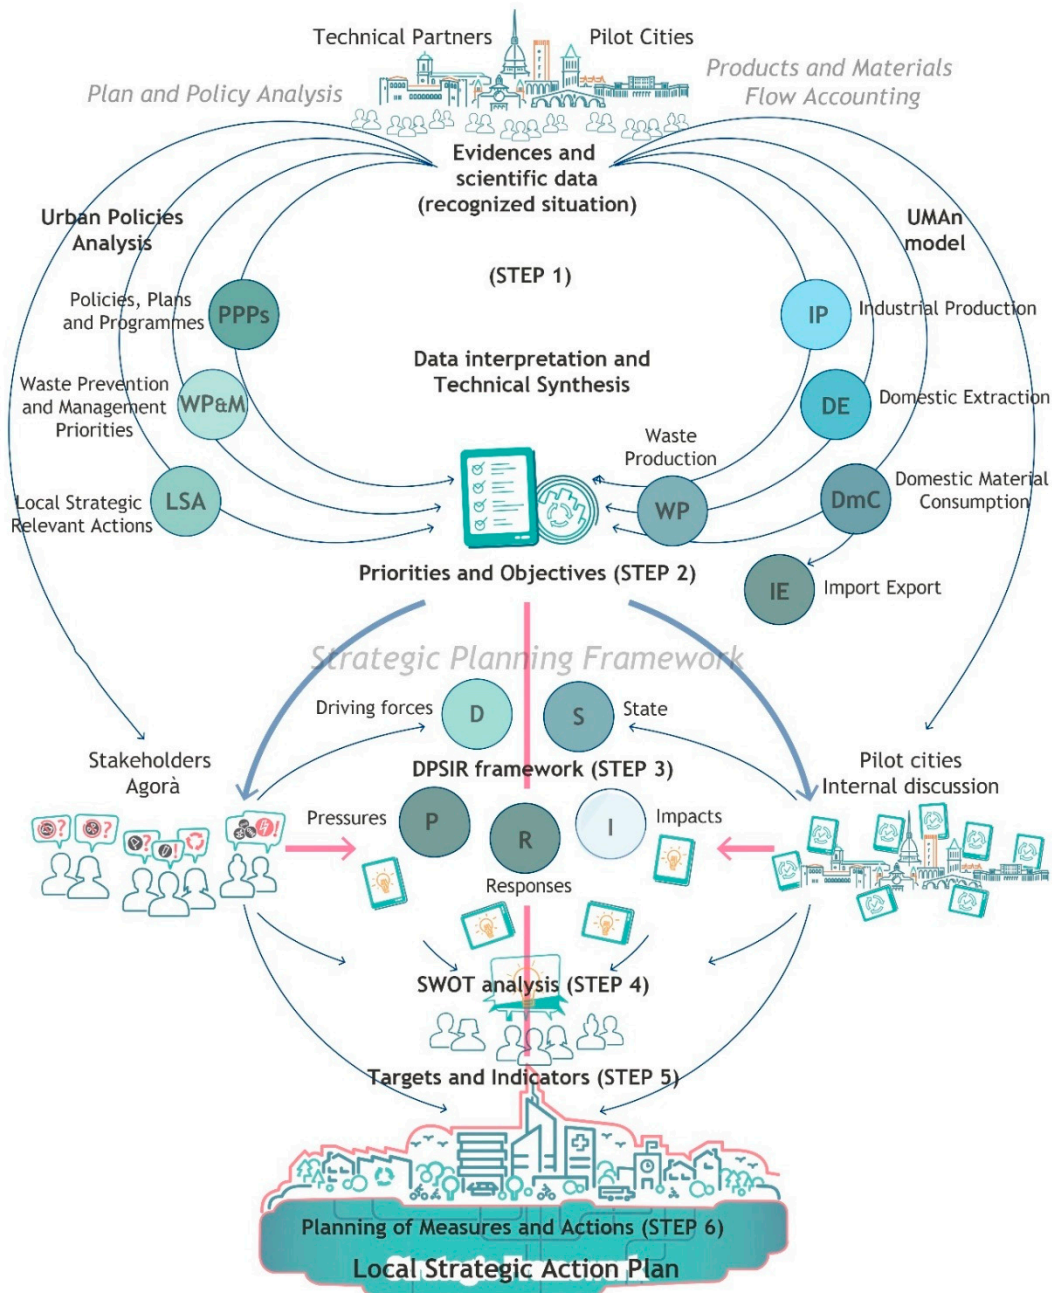 Technical Partners
Pilot Cities
Plan and Policy Analysis
Products and Materials
Flow Accounting
Evidences and
scientific data
(recognized situation)
Urban Policies
Analysis
UMAn
model
(STEP 1)
Policies, Plans
and Programmes
PPPs
IP
Industrial Production
Data interpretation and
Technical Synthesis
Waste Prevention
and Management
Priorities
WP&M
DE
Domestic Extraction
Waste
Production
Local Strategic
Relevant Actions
LSA
WP
DmC
Domestic Material
Consumption
Priorities and Objectives (STEP 2)
IE
Import Export
Strategic Planning Framework
Driving forces
D
S
State
Stakeholders
Agorà
DPSIR framework (STEP 3)
Pilot cities
Internal discussion
Pressures
P
R
I
Impacts
Responses
SWOT analysis (STEP 4)
Targets and Indicators (STEP 5)
Planning of Measures and Actions (STEP 6)
Local Strategic Action Plan